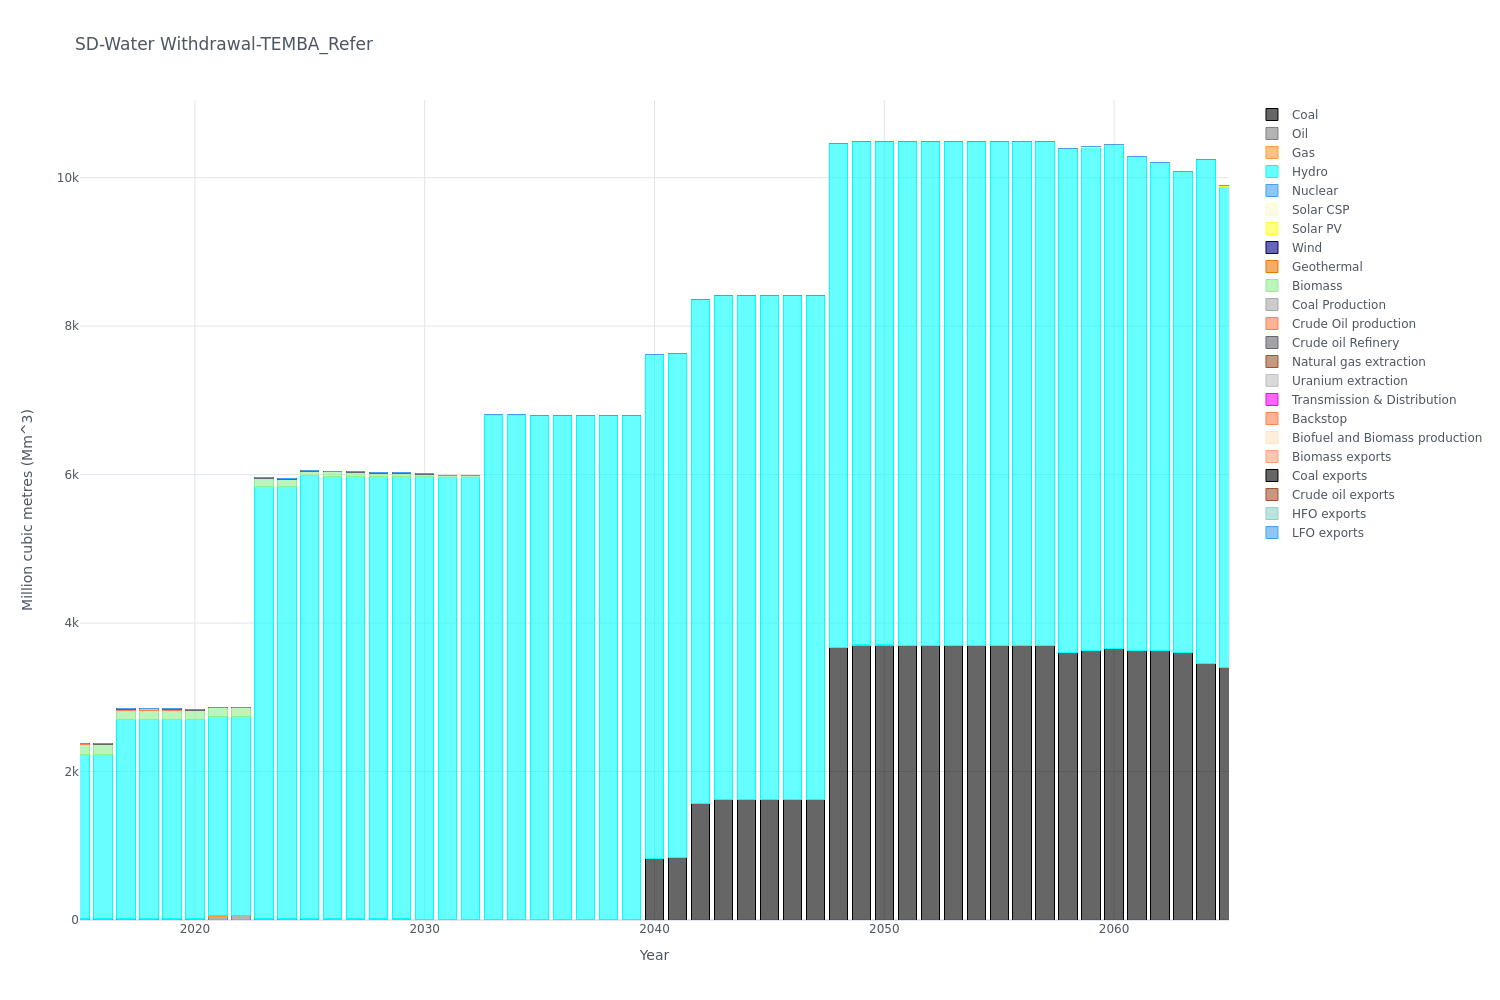 SD-Water Withdrawal-TEMBA_Refer
Coal
Oil
Gas
Hydro
Nuclear
Solar CSP
Solar PV
Wind
Geothermal
Biomass
Coal Production
Crude Oil production
Crude oil Refinery
Natural gas extraction
Uranium extraction
Transmission & Distribution
Backstop
Biofuel and Biomass production
Biomass exports
Coal exports
Crude oil exports
HFO exports
LFO exports
Million cubic metres (Mm^3)
10k
8k
6k
4k
2k
0
2020
2030
2040
2050
2060
Year